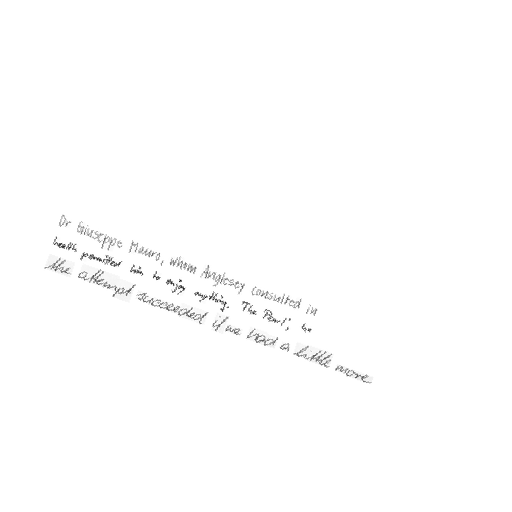 Dr Giuseppe Mauro, whom Anglesey consulted in
health permitted him to enjoy anything. The Pearl", he
the attempt succeeded if we had a little more